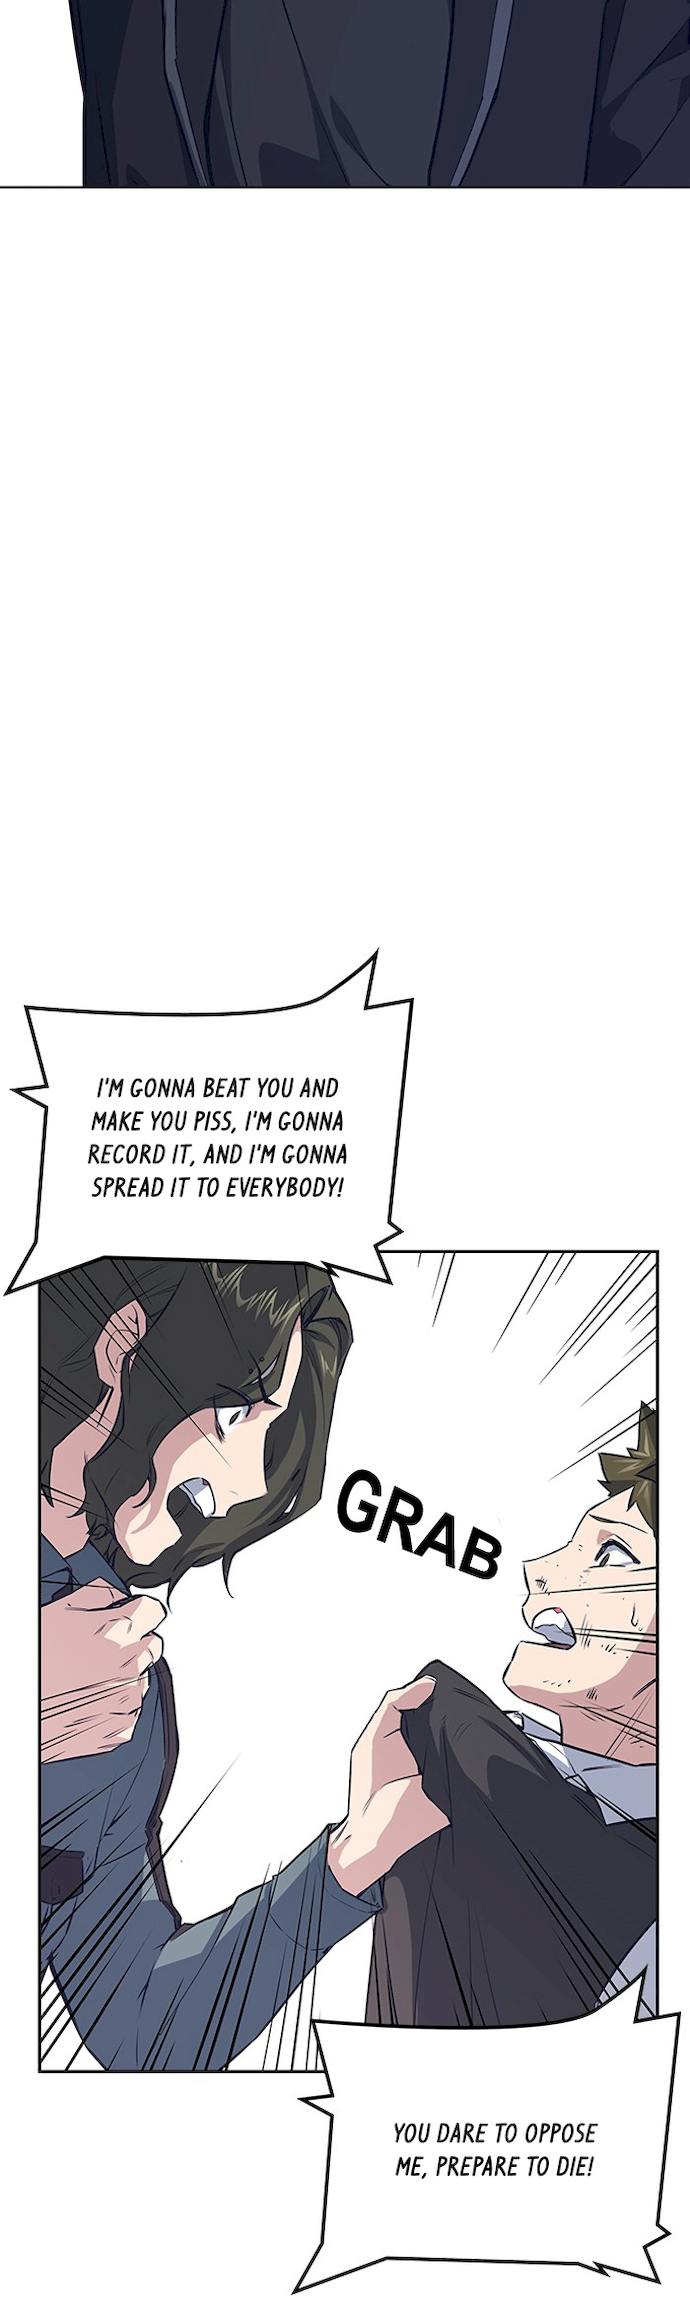 I'M GONNA BEAT YOU AND
MAKE YOU PISS, I'M GONNA
RECORD IT, AND I'M GONNA
SPREAD IT TO EVERYBODY!
GRAB
YOU DARE TO OPPOSE
ME, PREPARE TO DIE!